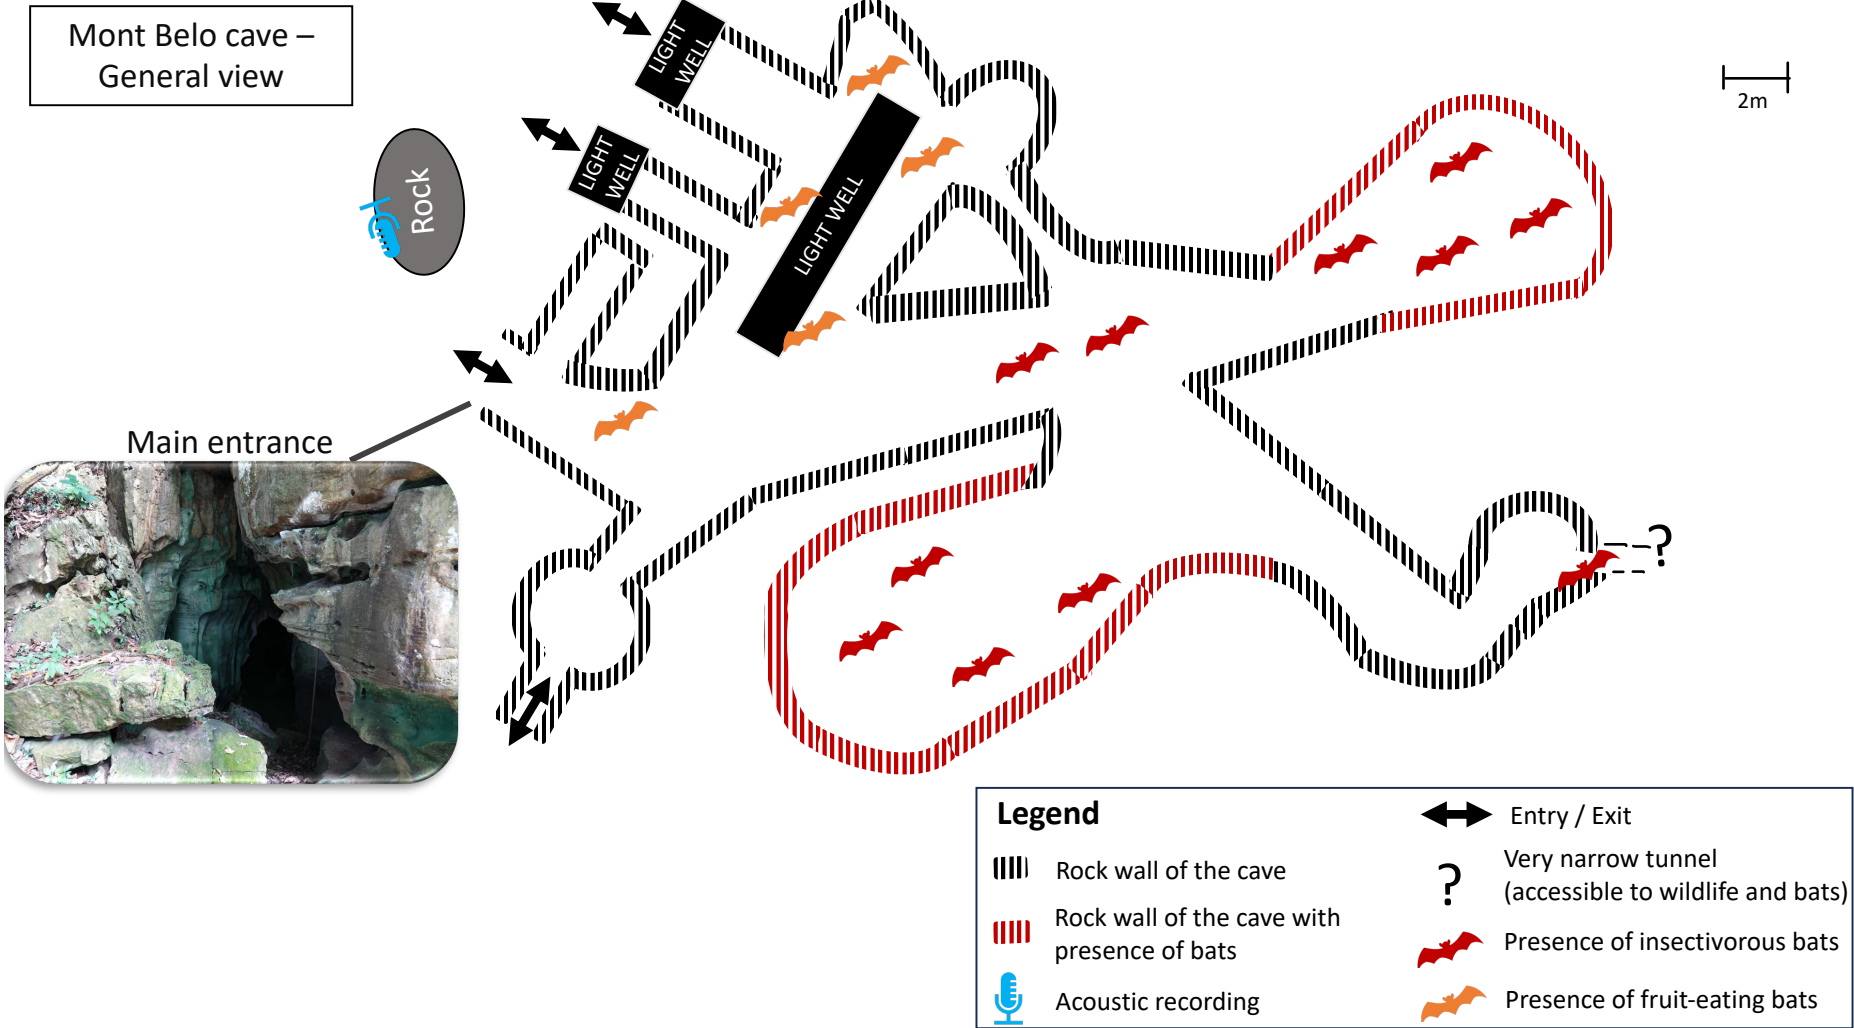 Mont Belo cave –
General view
LIGHT
WELL
LIGHT
WELL
LIGHT WELL
Rock
2m
Main entrance
?
Legend
Rock wall of the cave
Rock wall of the cave with
presence of bats
Acoustic recording
Entry / Exit
?
Very narrow tunnel
(accessible to wildlife and bats)
Presence of insectivorous bats
Presence of fruit-eating bats